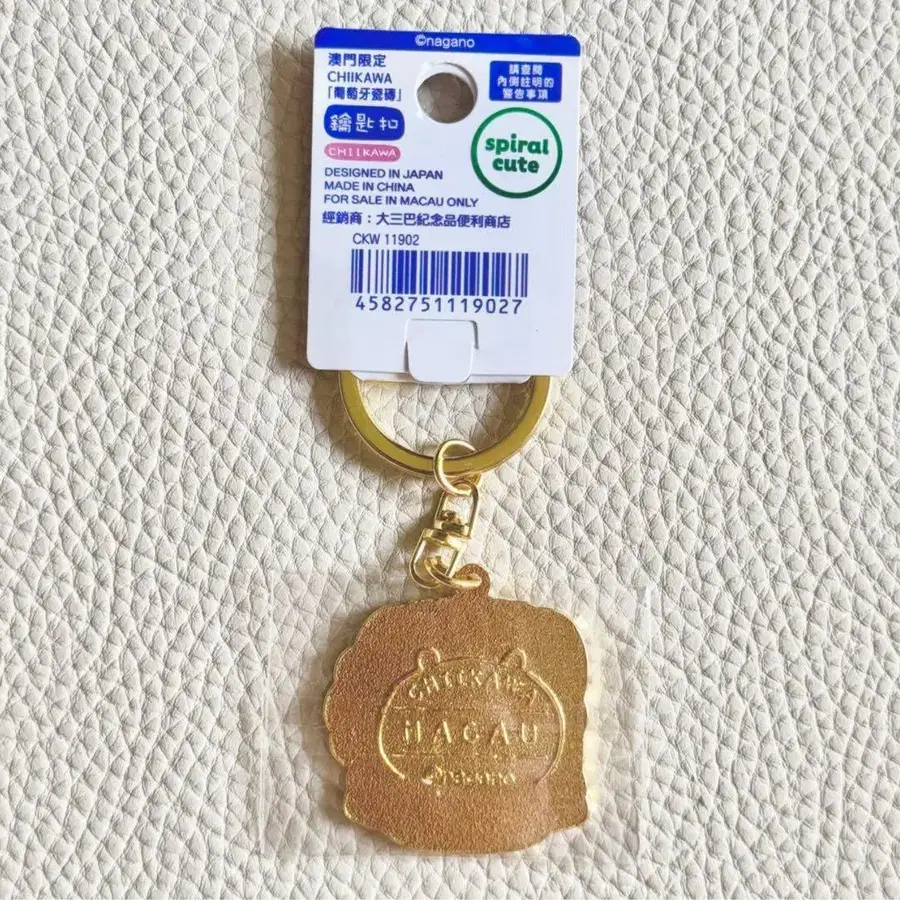 ©nagano
澳門限定
CHIIKAWA
「葡萄牙瓷磚」
鑰匙扣
CHIIKAWA
請查閱
內側註明的
警告事項
spiral
cute
DESIGNED IN JAPAN
MADE IN CHINA
FOR SALE IN MACAU ONLY
經銷商：大三巴紀念品便利商店
CKW 11902
4582751119027
CHIIKAWA
MACAU
©nagano